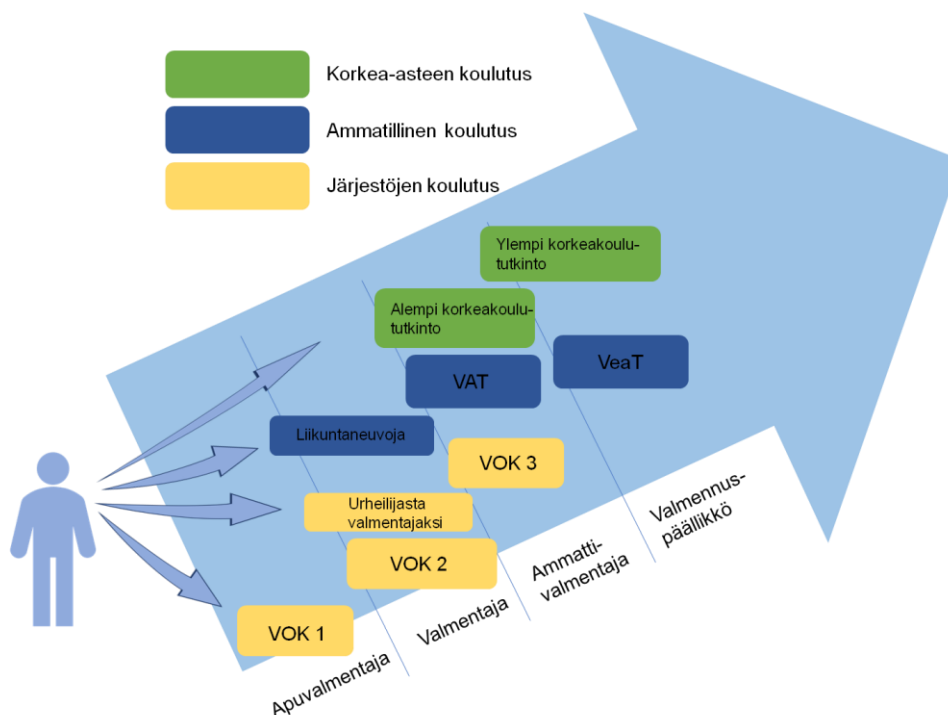 Korkea-asteen koulutus
Ammatillinen koulutus
Järjestöjen koulutus
Ylempi korkeakoulu-
tutkinto
Alempi korkeakoulu-
tutkinto
VAT
VeaT
Liikuntaneuvoja
VOK 3
Urheilijasta
valmentajaksi
VOK 2
VOK 1
Apuvalmentaja
Valmentaja
Ammatti-
valmentaja
Valmennus-
päällikkö